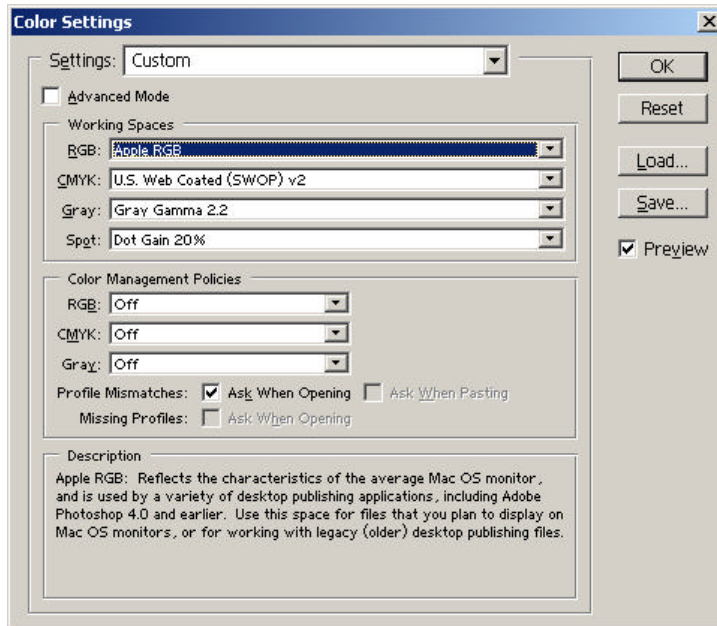 Color Settings
Settings: Custom
OK
Advanced Mode
Reset
Working Spaces
RGB: Apple RGB
Load...
CMYK: U.S. Web Coated (SWOP) v2
Save...
Gray: Gray Gamma 2.2
Spot: Dot Gain 20%
Preview
Color Management Policies
RGB: Off
CMYK: Off
Gray: Off
Profile Mismatches: Ask When Opening Ask When Pasting
Missing Profiles: Ask When Opening
Description
Apple RGB: Reflects the characteristics of the average Mac OS monitor,
and is used by a variety of desktop publishing applications, including Adobe
Photoshop 4.0 and earlier. Use this space for files that you plan to display on
Mac OS monitors, or for working with legacy (older) desktop publishing files.